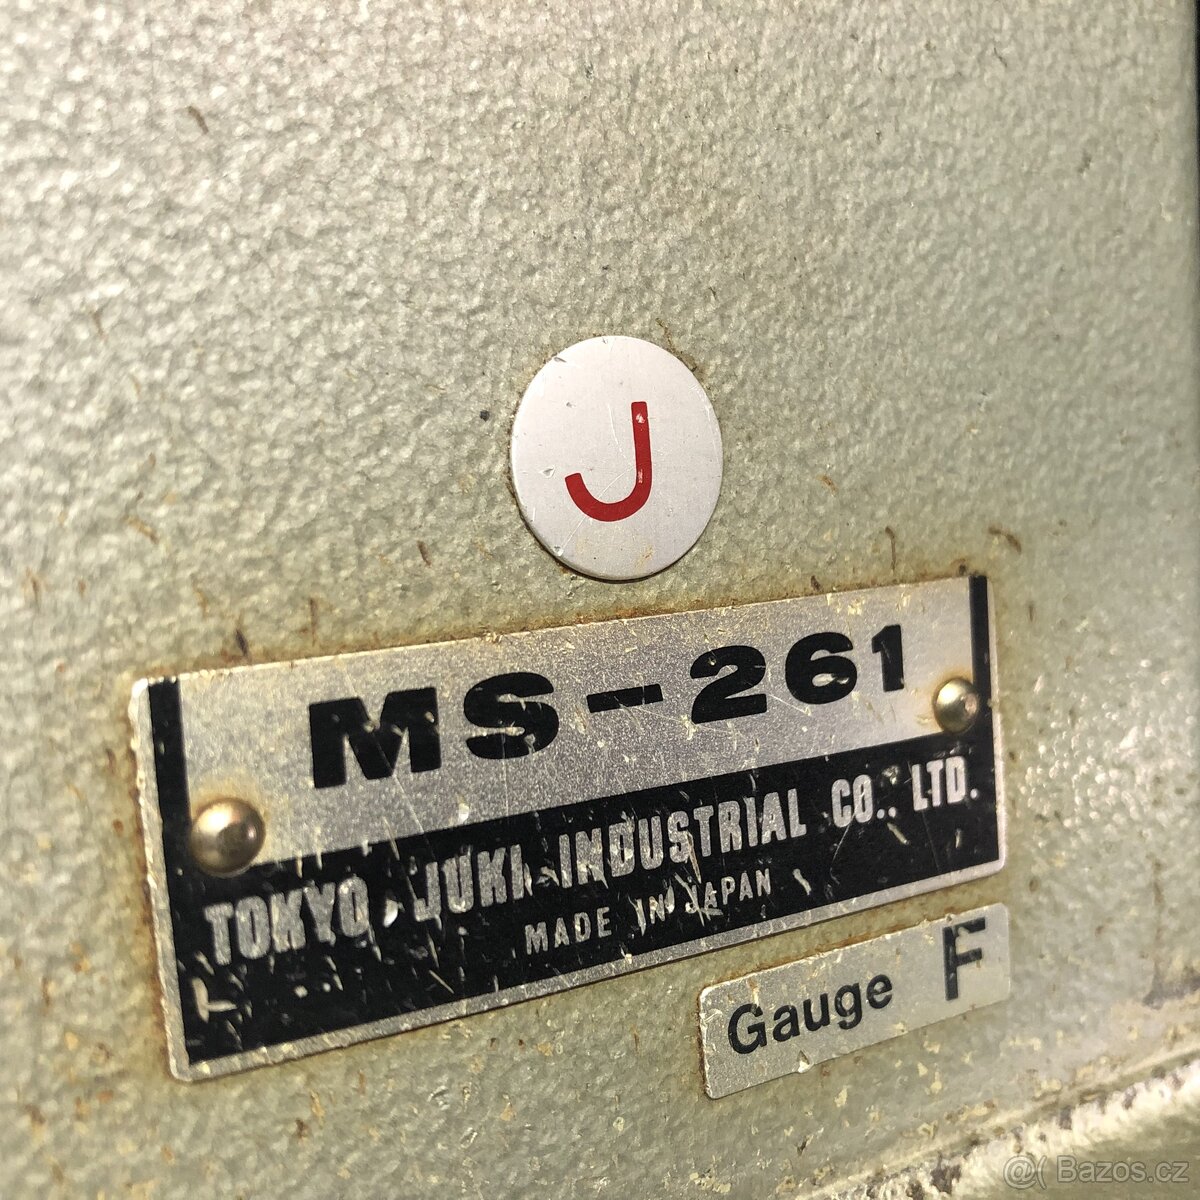 J
MS-261
TOKYO JUKI INDUSTRIAL CO., LTD.
MADE IN JAPAN
T
Gauge F
@( Bazos.cz